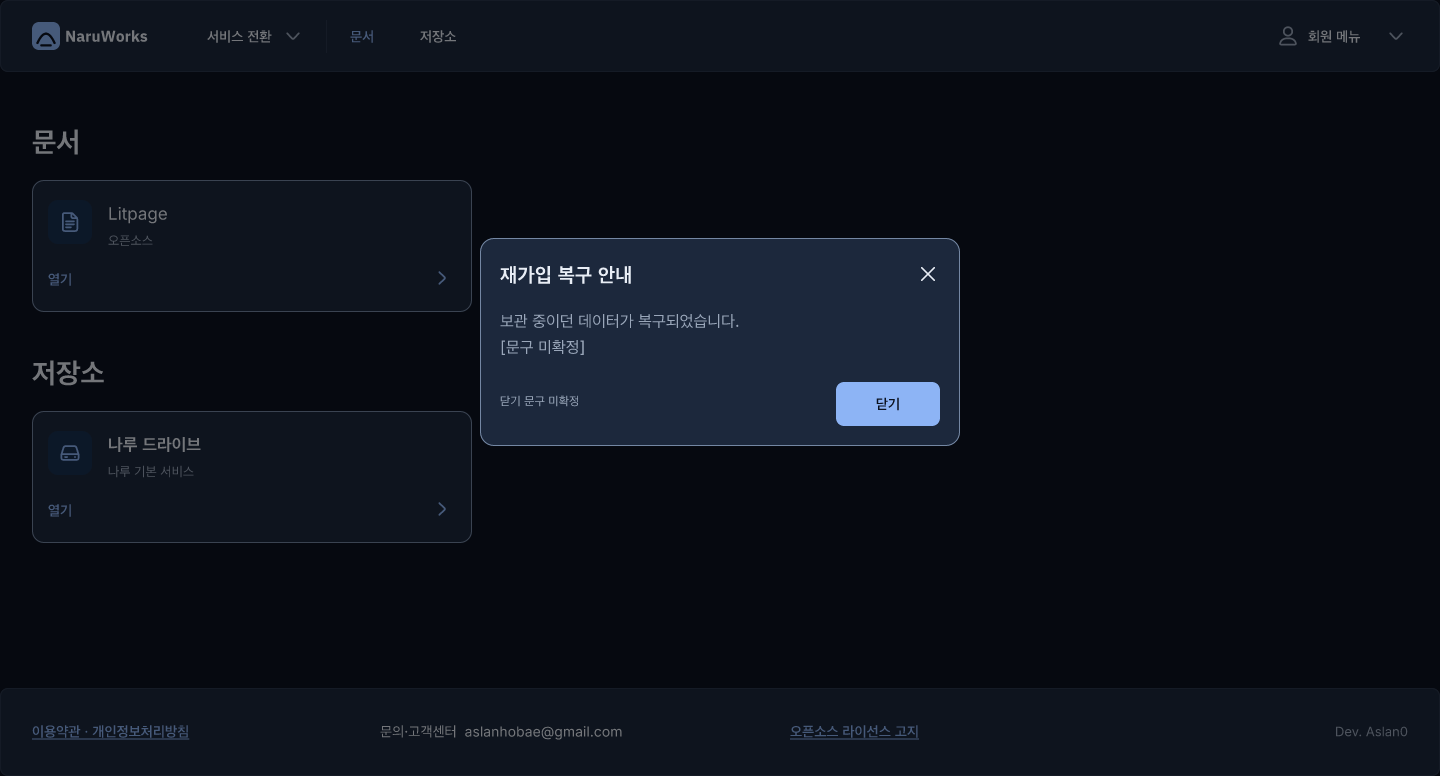 NaruWorks 서비스 전환 문서 저장소 회원 메뉴
문서
Litpage
오픈소스
열기
재가입 복구 안내
보관 중이던 데이터가 복구되었습니다.
[문구 미확정]
닫기 문구 미확정 닫기
저장소
나루 드라이브
나루 기본 서비스
열기
이용약관 · 개인정보처리방침 문의·고객센터 aslanhobae@gmail.com 오픈소스 라이선스 고지 Dev. Aslan0